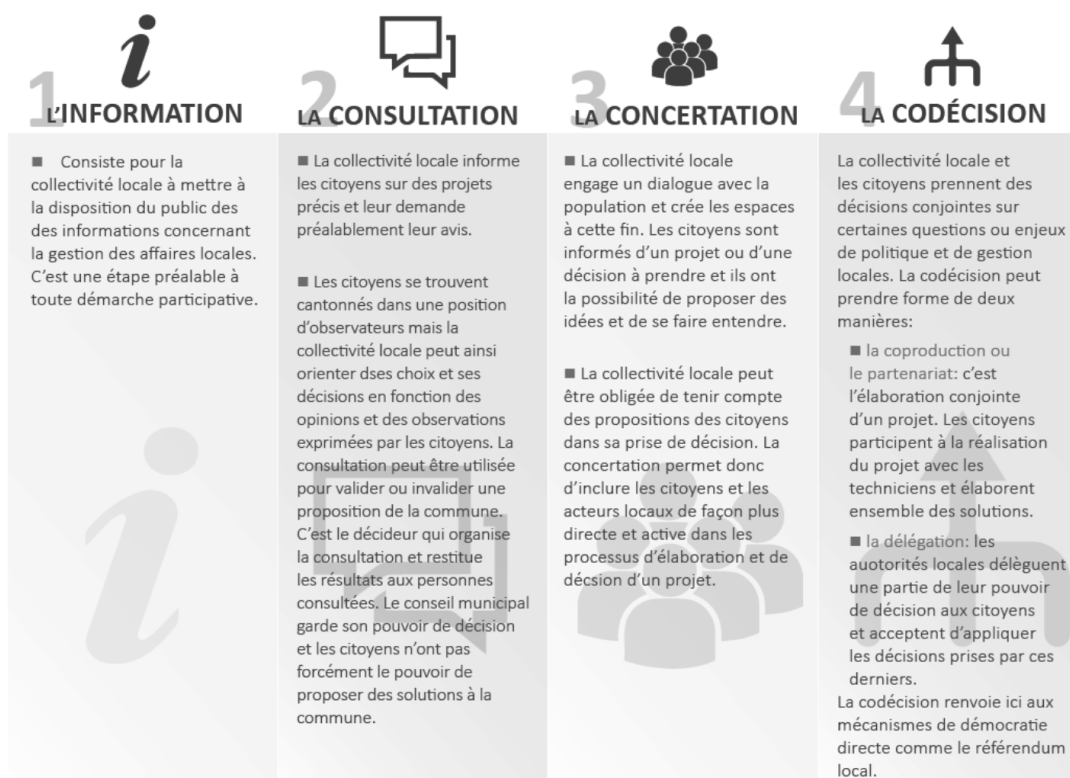 1
L'INFORMATION
■ Consiste pour la
collectivité locale à mettre à
la disposition du public des
des informations concernant
la gestion des affaires locales.
C'est une étape préalable à
toute démarche participative.
2
LA CONSULTATION
■ La collectivité locale informe
les citoyens sur des projets
précis et leur demande
préalablement leur avis.
■ Les citoyens se trouvent
cantonnés dans une position
d'observateurs mais la
collectivité locale peut ainsi
orienter dses choix et ses
décisions en fonction des
opinions et des observations
exprimées par les citoyens. La
consultation peut être utilisée
pour valider ou invalider une
proposition de la commune.
C'est le décideur qui organise
la consultation et restitue
les résultats aux personnes
consultées. Le conseil municipal
garde son pouvoir de décision
et les citoyens n'ont pas
forcément le pouvoir de
proposer des solutions à la
commune.
3
LA CONCERTATION
■ La collectivité locale
engage un dialogue avec la
population et crée les espaces
à cette fin. Les citoyens sont
informés d'un projet ou d'une
décision à prendre et ils ont
la possibilité de proposer des
idées et de se faire entendre.
■ La collectivité locale peut
être obligée de tenir compte
des propositions des citoyens
dans sa prise de décision. La
concertation permet donc
d'inclure les citoyens et les
acteurs locaux de façon plus
directe et active dans les
processus d'élaboration et de
décsion d'un projet.
4
LA CODÉCISION
La collectivité locale et
les citoyens prennent des
décisions conjointes sur
certaines questions ou enjeux
de politique et de gestion
locales. La codécision peut
prendre forme de deux
manières:
■ la coproduction ou
le partenariat: c'est
l'élaboration conjointe
d'un projet. Les citoyens
participent à la réalisation
du projet avec les
techniciens et élaborent
ensemble des solutions.
■ la délégation: les
auotorités locales délèguent
une partie de leur pouvoir
de décision aux citoyens
et acceptent d'appliquer
les décisions prises par ces
derniers.
La codécision renvoie ici aux
mécanismes de démocratie
directe comme le référendum
local.